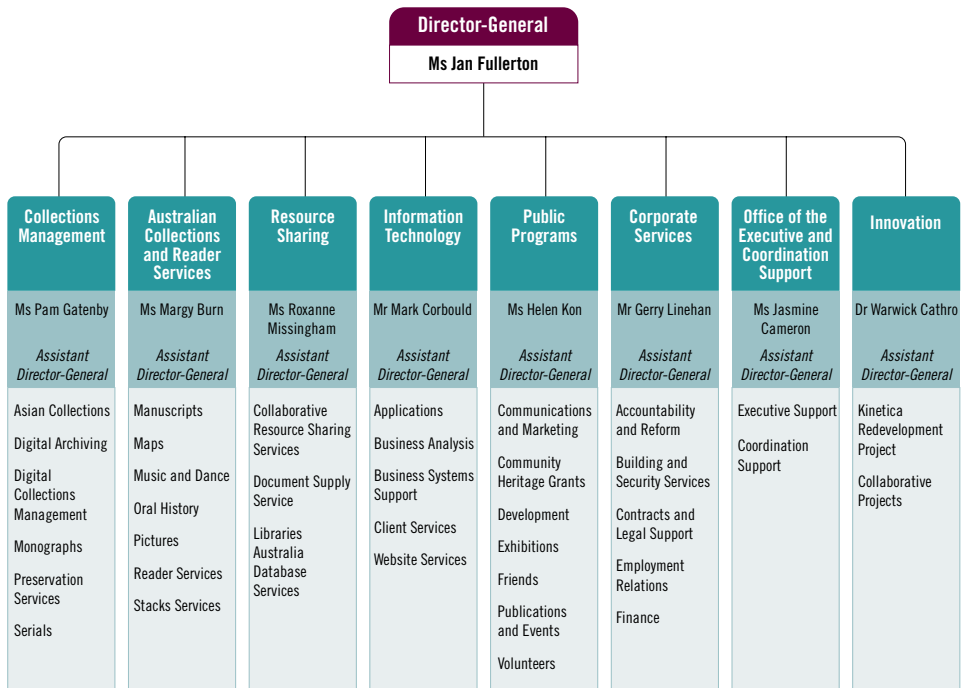 Director-General
Ms Jan Fullerton
Collections
Management
Ms Pam Gatenby
Assistant
Director-General
Asian Collections
Digital Archiving
Digital
Collections
Management
Monographs
Preservation
Services
Serials
Australian
Collections
and Reader
Services
Ms Margy Burn
Assistant
Director-General
Manuscripts
Maps
Music and Dance
Oral History
Pictures
Reader Services
Stacks Services
Resource
Sharing
Ms Roxanne
Missingham
Assistant
Director-General
Collaborative
Resource Sharing
Services
Document Supply
Service
Libraries
Australia
Database
Services
Information
Technology
Mr Mark Corbould
Assistant
Director-General
Applications
Business Analysis
Business Systems
Support
Client Services
Website Services
Public
Programs
Ms Helen Kon
Assistant
Director-General
Communications
and Marketing
Community
Heritage Grants
Development
Exhibitions
Friends
Publications
and Events
Volunteers
Corporate
Services
Mr Gerry Linehan
Assistant
Director-General
Accountability
and Reform
Building and
Security Services
Contracts and
Legal Support
Employment
Relations
Finance
Office of the
Executive and
Coordination
Support
Ms Jasmine
Cameron
Assistant
Director-General
Executive Support
Coordination
Support
Innovation
Dr Warwick Cathro
Assistant
Director-General
Kinetica
Redevelopment
Project
Collaborative
Projects